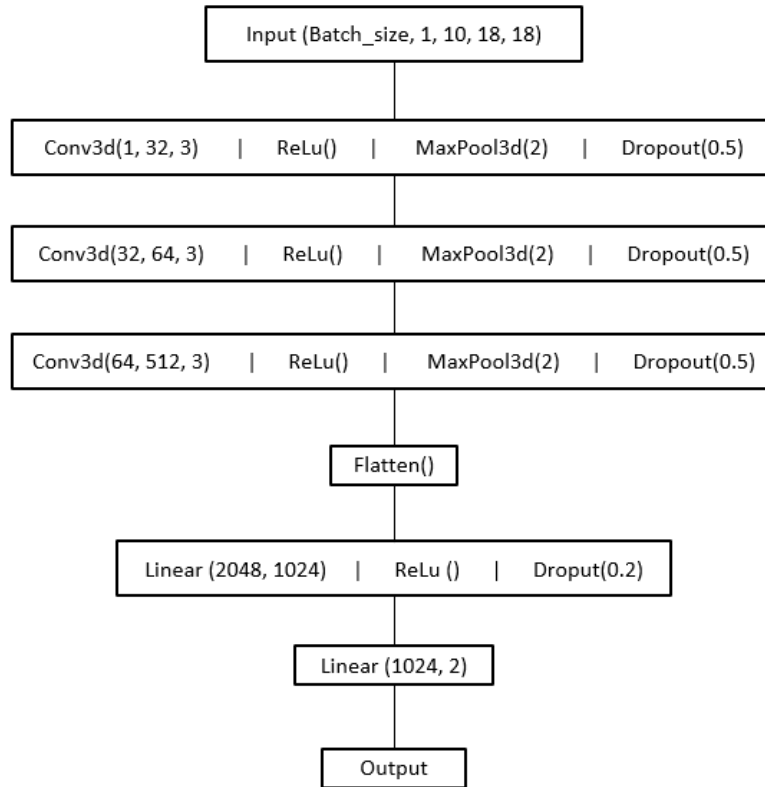 Input (Batch_size, 1, 10, 18, 18)
Conv3d(1, 32, 3) | ReLu() | MaxPool3d(2) | Dropout(0.5)
Conv3d(32, 64, 3) | ReLu() | MaxPool3d(2) | Dropout(0.5)
Conv3d(64, 512, 3) | ReLu() | MaxPool3d(2) | Dropout(0.5)
Flatten()
Linear (2048, 1024) | ReLu () | Droput(0.2)
Linear (1024, 2)
Output